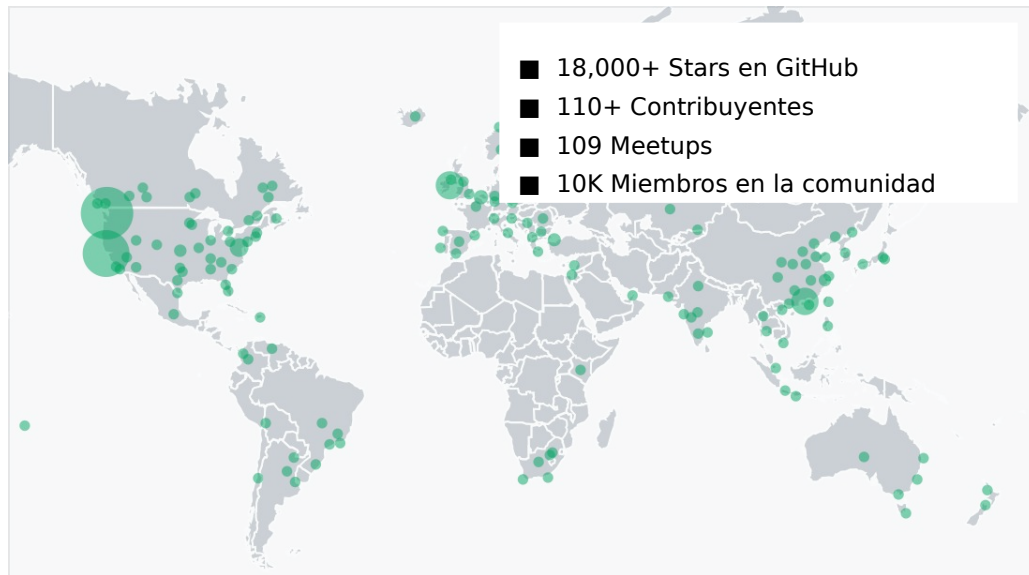 ■ 18,000+ Stars en GitHub
■ 110+ Contribuyentes
■ 109 Meetups
■ 10K Miembros en la comunidad